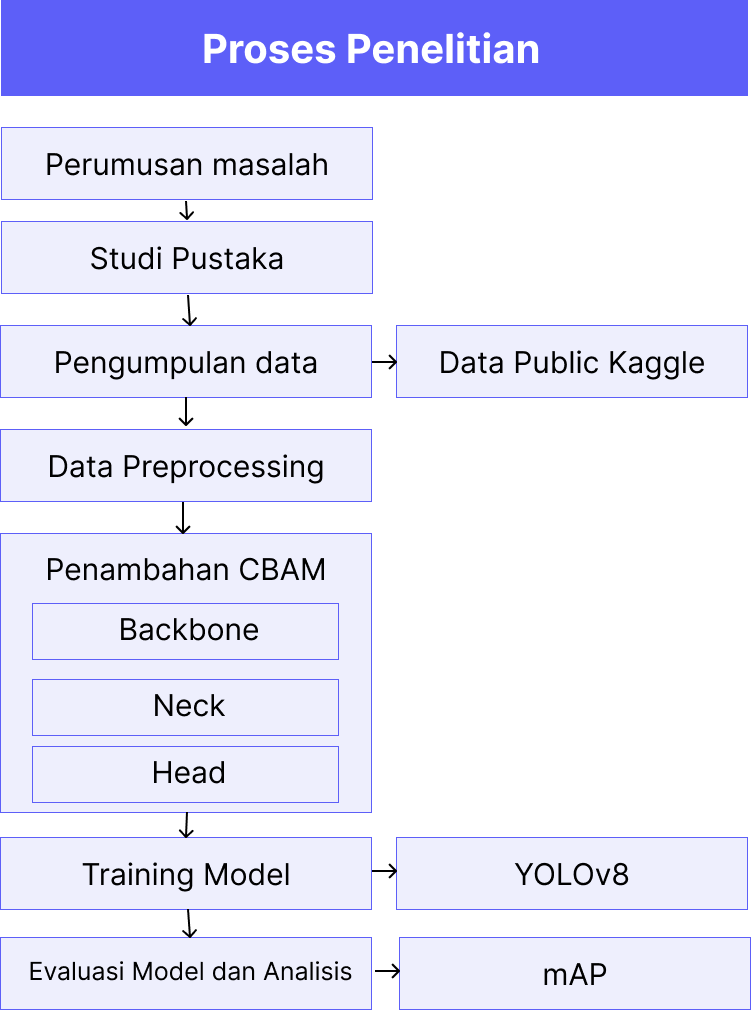 Proses Penelitian
Perumusan masalah
Studi Pustaka
Pengumpulan data
Data Public Kaggle
Data Preprocessing
Penambahan CBAM
Backbone
Neck
Head
Training Model
YOLOv8
Evaluasi Model dan Analisis
mAP